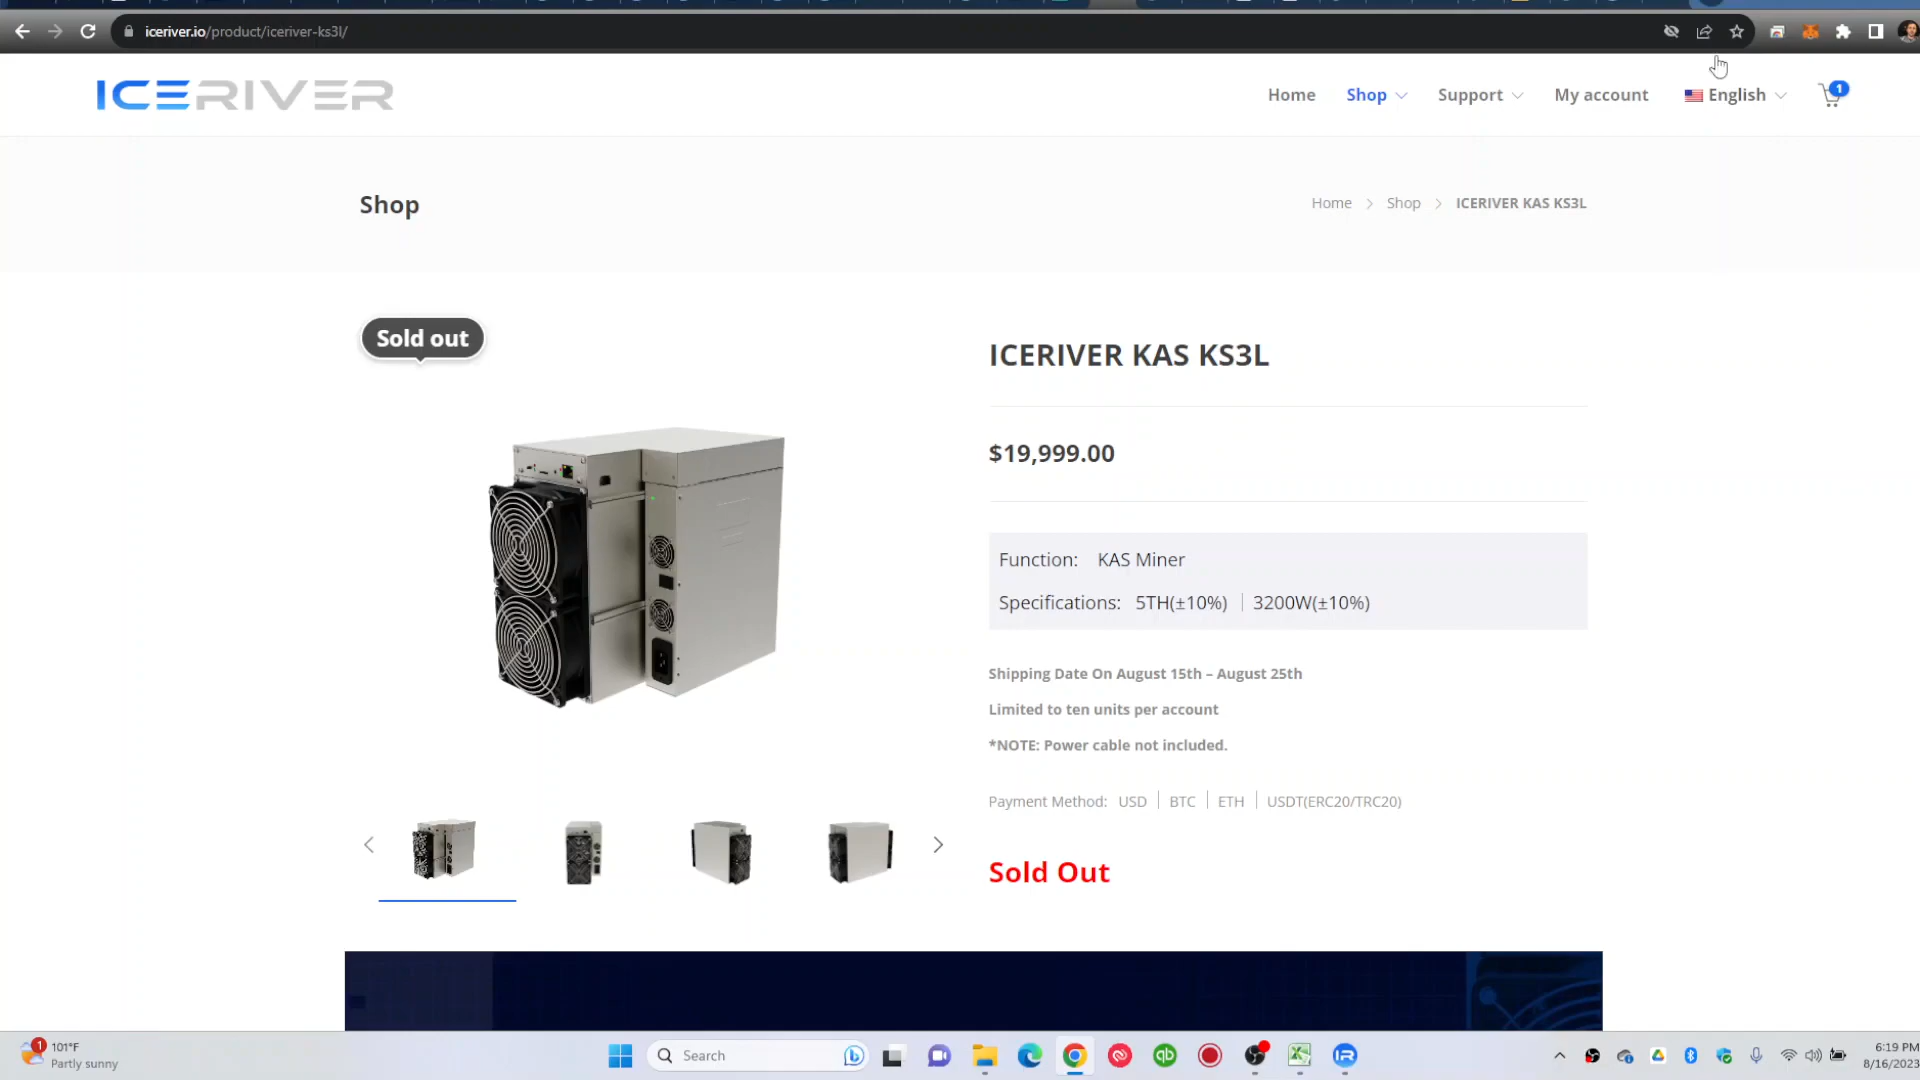 iceriver.io/product/iceriver-ks3l/
ICERIVER
Home
Shop
Support
My account
English
1
Shop
Home
Shop
ICERIVER KAS KS3L
Sold out
ICERIVER KAS KS3L
$19,999.00
Function: KAS Miner
Specifications: 5TH(±10%) 3200W(±10%)
Shipping Date On August 15th – August 25th
Limited to ten units per account
*NOTE: Power cable not included.
Payment Method: USD BTC ETH USDT(ERC20/TRC20)
Sold Out
1
101°F
Partly sunny
Search
qb
6:19 PM
8/16/2023